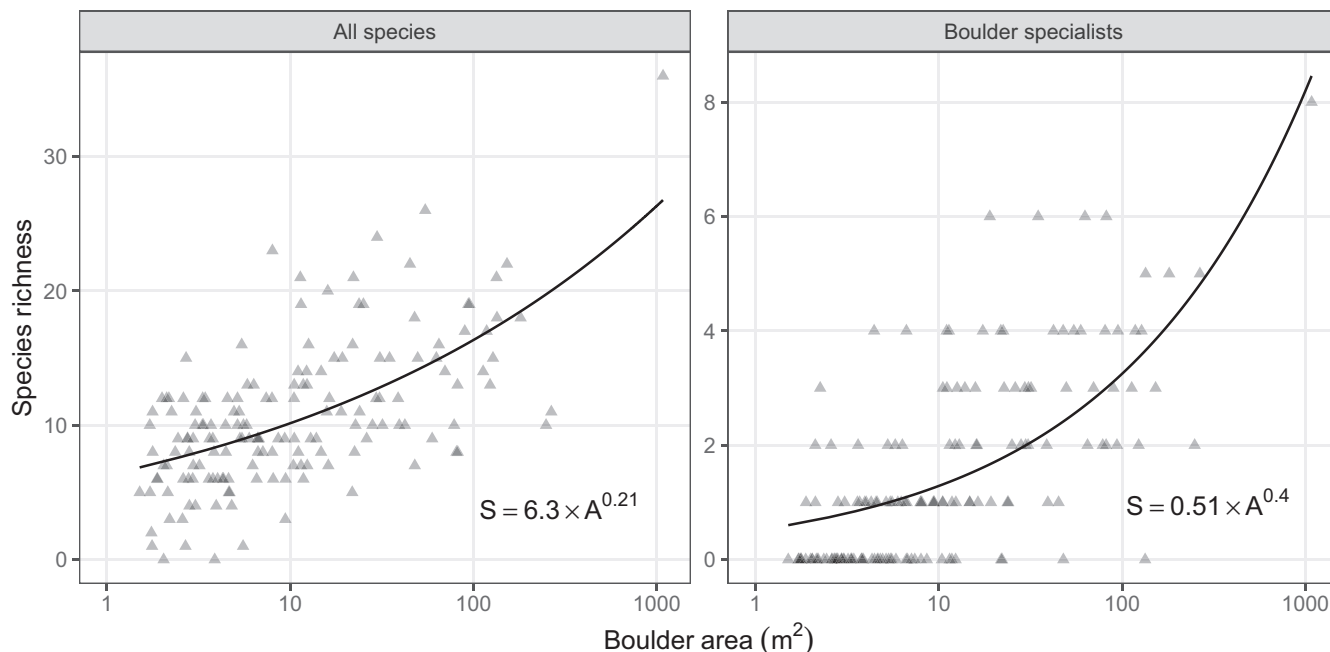 All species
Boulder specialists
Species richness
30
20
10
0
S = 6.3 × A^0.21
1
10
100
1000
8
6
4
2
0
S = 0.51 × A^0.4
1
10
100
1000
Boulder area (m²)